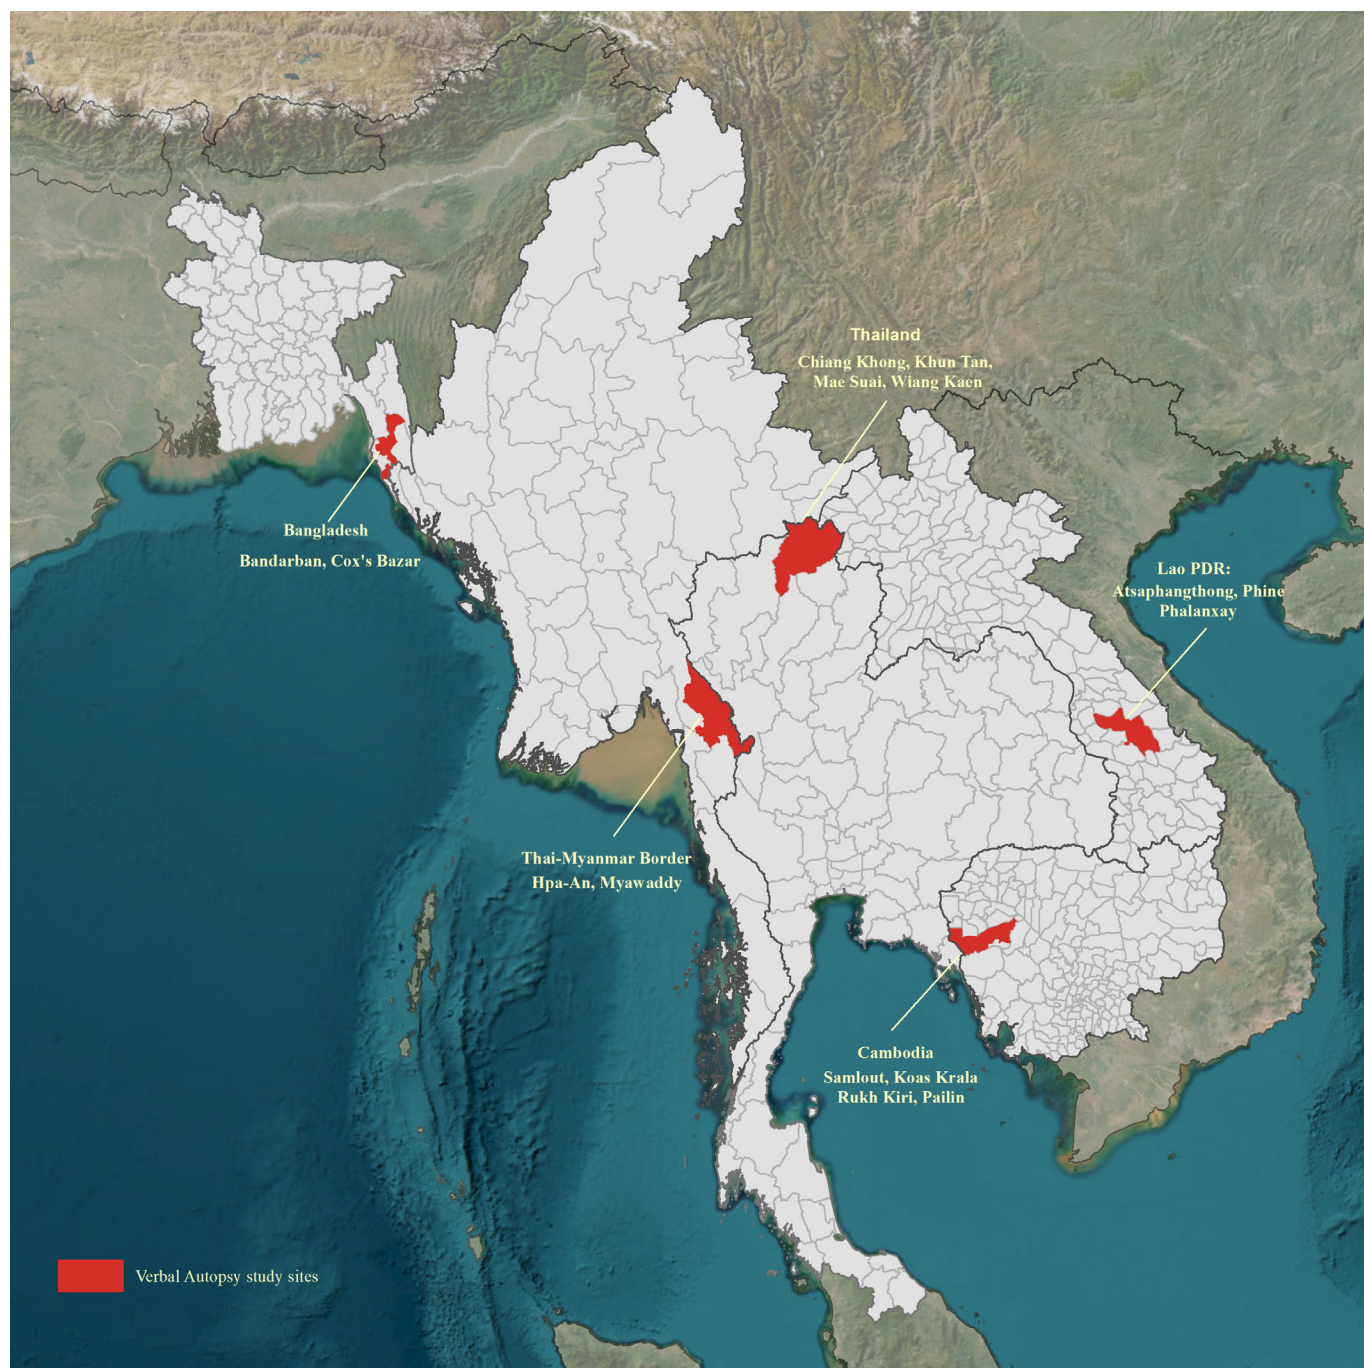 Thailand
Chiang Khong, Khun Tan,
Mae Suai, Wiang Kaen
Bangladesh
Bandarban, Cox's Bazar
Lao PDR:
Atsaphangthong, Phine
Phalanxay
Thai-Myanmar Border
Hpa-An, Myawaddy
Cambodia
Samlout, Koas Krala
Rukh Kiri, Pailin
Verbal Autopsy study sites